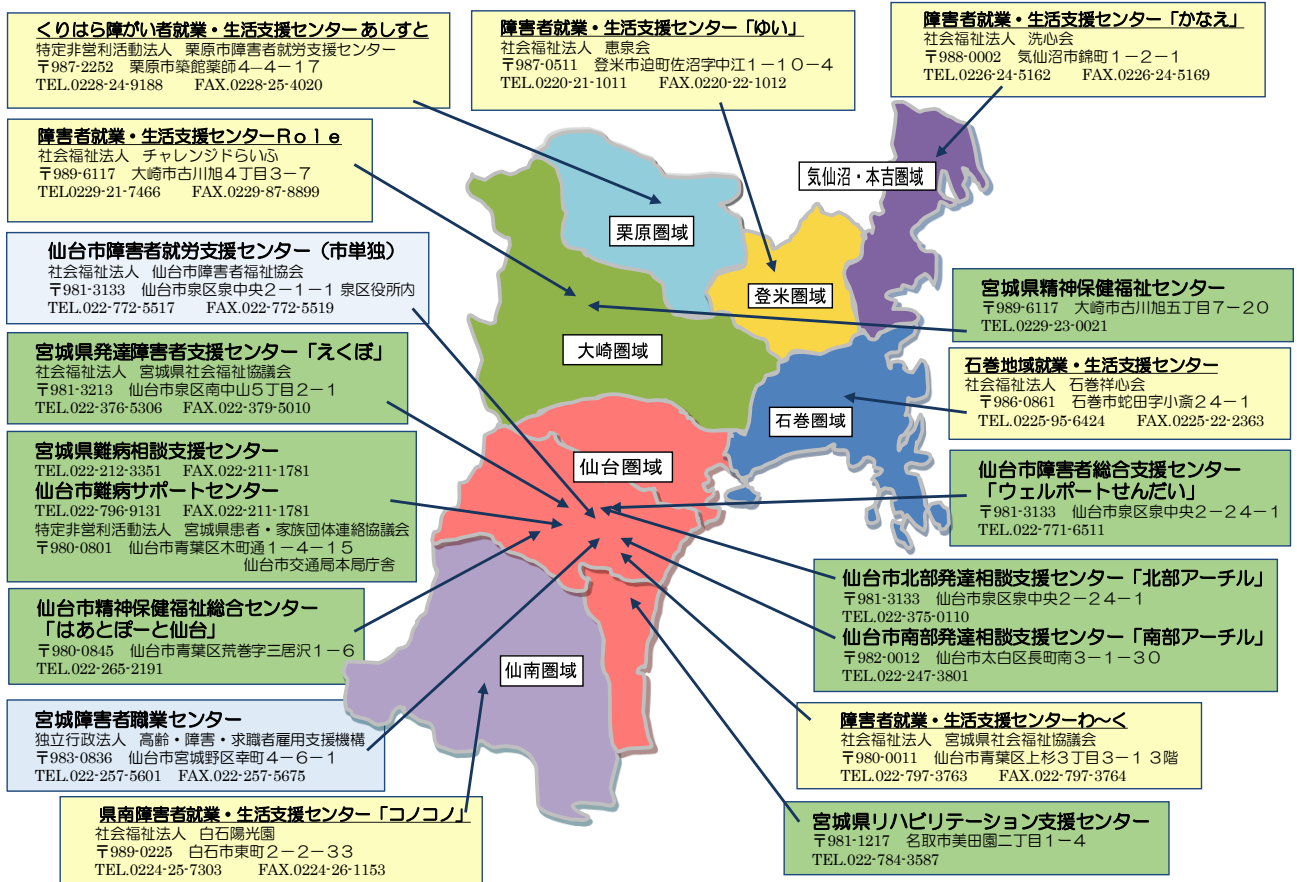 くりはら障がい者就業・生活支援センター あしすと
特定非営利活動法人　栗原市障害者就労支援センター
〒987-2252　栗原市築館薬師４−４−１７
TEL.0228-24-9188　FAX.0228-25-4020
障害者就業・生活支援センター「ゆい」
社会福祉法人　恵泉会
〒987-0511　登米市迫町佐沼字中江１−１０−４
TEL.0220-21-1011　FAX.0220-22-1012
障害者就業・生活支援センター「かなえ」
社会福祉法人　洗心会
〒988-0002　気仙沼市錦町１−２−１
TEL.0226-24-5162　FAX.0226-24-5169
障害者就業・生活支援センターＲｏｌｅ
社会福祉法人　チャレンジドらいふ
〒989-6117　大崎市古川旭４丁目３−７
TEL0229-21-7466　FAX.0229-87-8899
仙台市障害者就労支援センター（市単独）
社会福祉法人　仙台市障害者福祉協会
〒981-3133　仙台市泉区泉中央２−１−１ 泉区役所内
TEL.022-772-5517　FAX.022-772-5519
宮城県発達障害者支援センター「えくぼ」
社会福祉法人　宮城県社会福祉協議会
〒981-3213　仙台市泉区南中山５丁目２−１
TEL.022-376-5306　FAX.022-379-5010
宮城県難病相談支援センター
TEL.022-212-3351　FAX.022-211-1781
仙台市難病サポートセンター
TEL.022-796-9131　FAX.022-211-1781
特定非営利活動法人　宮城県患者・家族団体連絡協議会
〒980-0801　仙台市青葉区木町通１−４−１５
仙台市交通局本局庁舎
仙台市精神保健福祉総合センター
「はあとぽーと仙台」
〒980-0845　仙台市青葉区荒巻字三居沢１−６
TEL.022-265-2191
宮城障害者職業センター
独立行政法人　高齢・障害・求職者雇用支援機構
〒983-0836　仙台市宮城野区幸町４−６−１
TEL.022-257-5601　FAX.022-257-5675
県南障害者就業・生活支援センター「コノコノ」
社会福祉法人　白石陽光園
〒989-0225　白石市東町２−２−３３
TEL.0224-25-7303　FAX.0224-26-1153
気仙沼・本吉圏域
栗原圏域
登米圏域
大崎圏域
石巻圏域
仙台圏域
仙南圏域
宮城県精神保健福祉センター
〒989-6117　大崎市古川旭五丁目７−２０
TEL.0229-23-0021
石巻地域就業・生活支援センター
社会福祉法人　石巻祥心会
〒986-0861　石巻市蛇田字小斎２４−１
TEL.0225-95-6424　FAX.0225-22-2363
仙台市障害者総合支援センター
「ウェルポートせんだい」
〒981-3133　仙台市泉区泉中央２−２４−１
TEL.022-771-6511
仙台市北部発達相談支援センター「北部アーチル」
〒981-3133　仙台市泉区泉中央２−２４−１
TEL.022-375-0110
仙台市南部発達相談支援センター「南部アーチル」
〒982-0012　仙台市太白区長町南３−１−３０
TEL.022-247-3801
障害者就業・生活支援センターわ〜く
社会福祉法人　宮城県社会福祉協議会
〒980-0011　仙台市青葉区上杉３丁目３−１ ３階
TEL.022-797-3763　FAX.022-797-3764
宮城県リハビリテーション支援センター
〒981-1217　名取市美田園二丁目１−４
TEL.022-784-3587